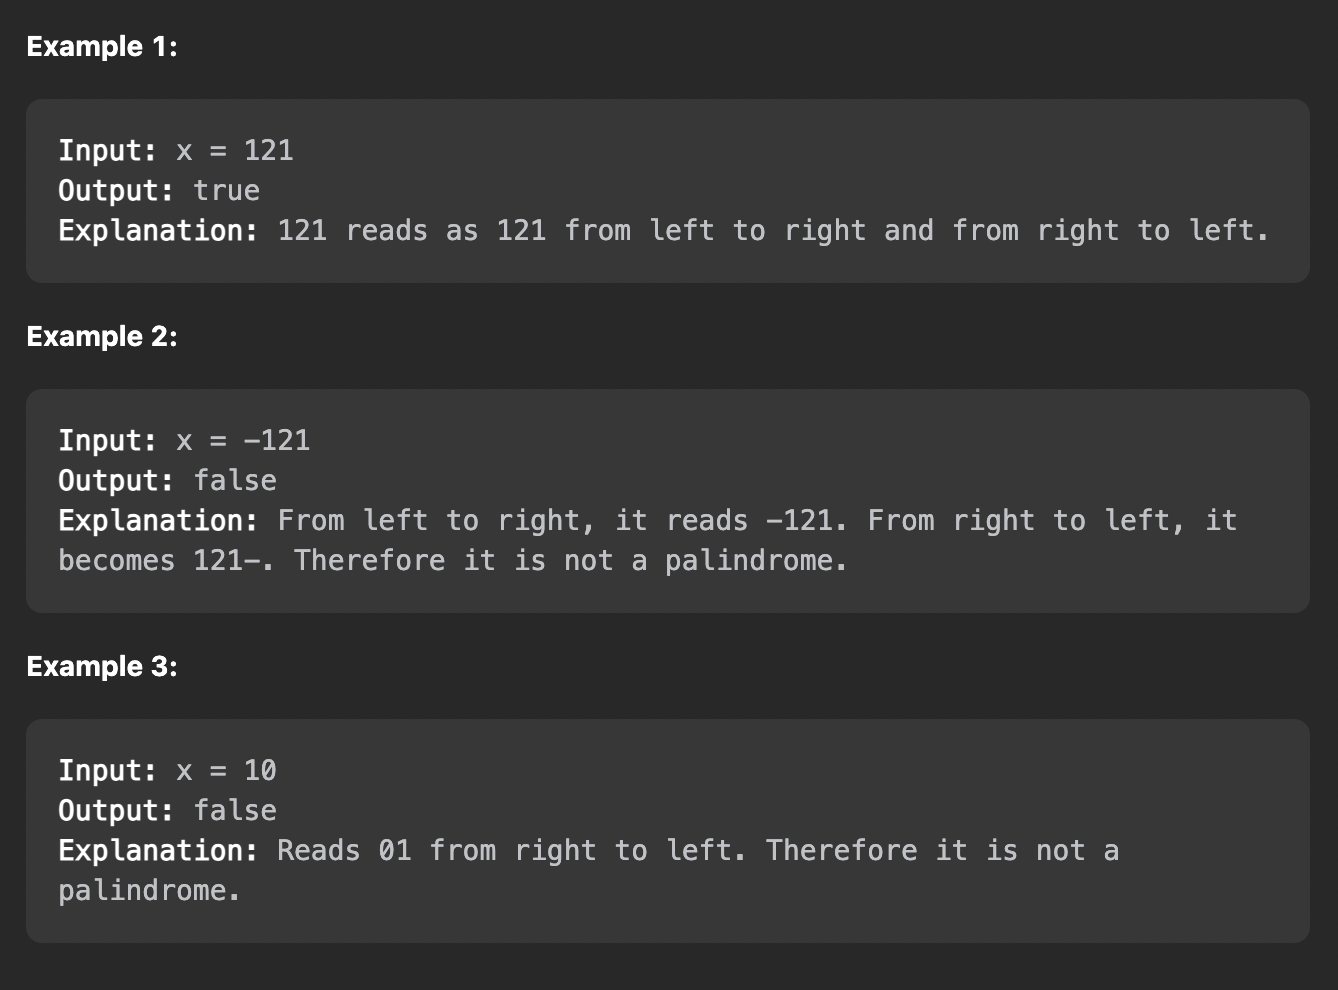 Example 1:
Input: x = 121
Output: true
Explanation: 121 reads as 121 from left to right and from right to left.
Example 2:
Input: x = −121
Output: false
Explanation: From left to right, it reads −121. From right to left, it
becomes 121−. Therefore it is not a palindrome.
Example 3:
Input: x = 10
Output: false
Explanation: Reads 01 from right to left. Therefore it is not a
palindrome.